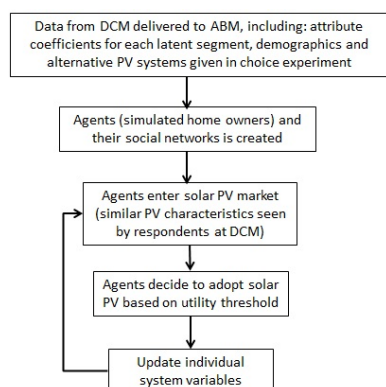 Data from DCM delivered to ABM, including: attribute
coefficients for each latent segment, demographics and
alternative PV systems given in choice experiment
Agents (simulated home owners) and
their social networks is created
Agents enter solar PV market
(similar PV characteristics seen
by respondents at DCM)
Agents decide to adopt solar
PV based on utility threshold
Update individual
system variables